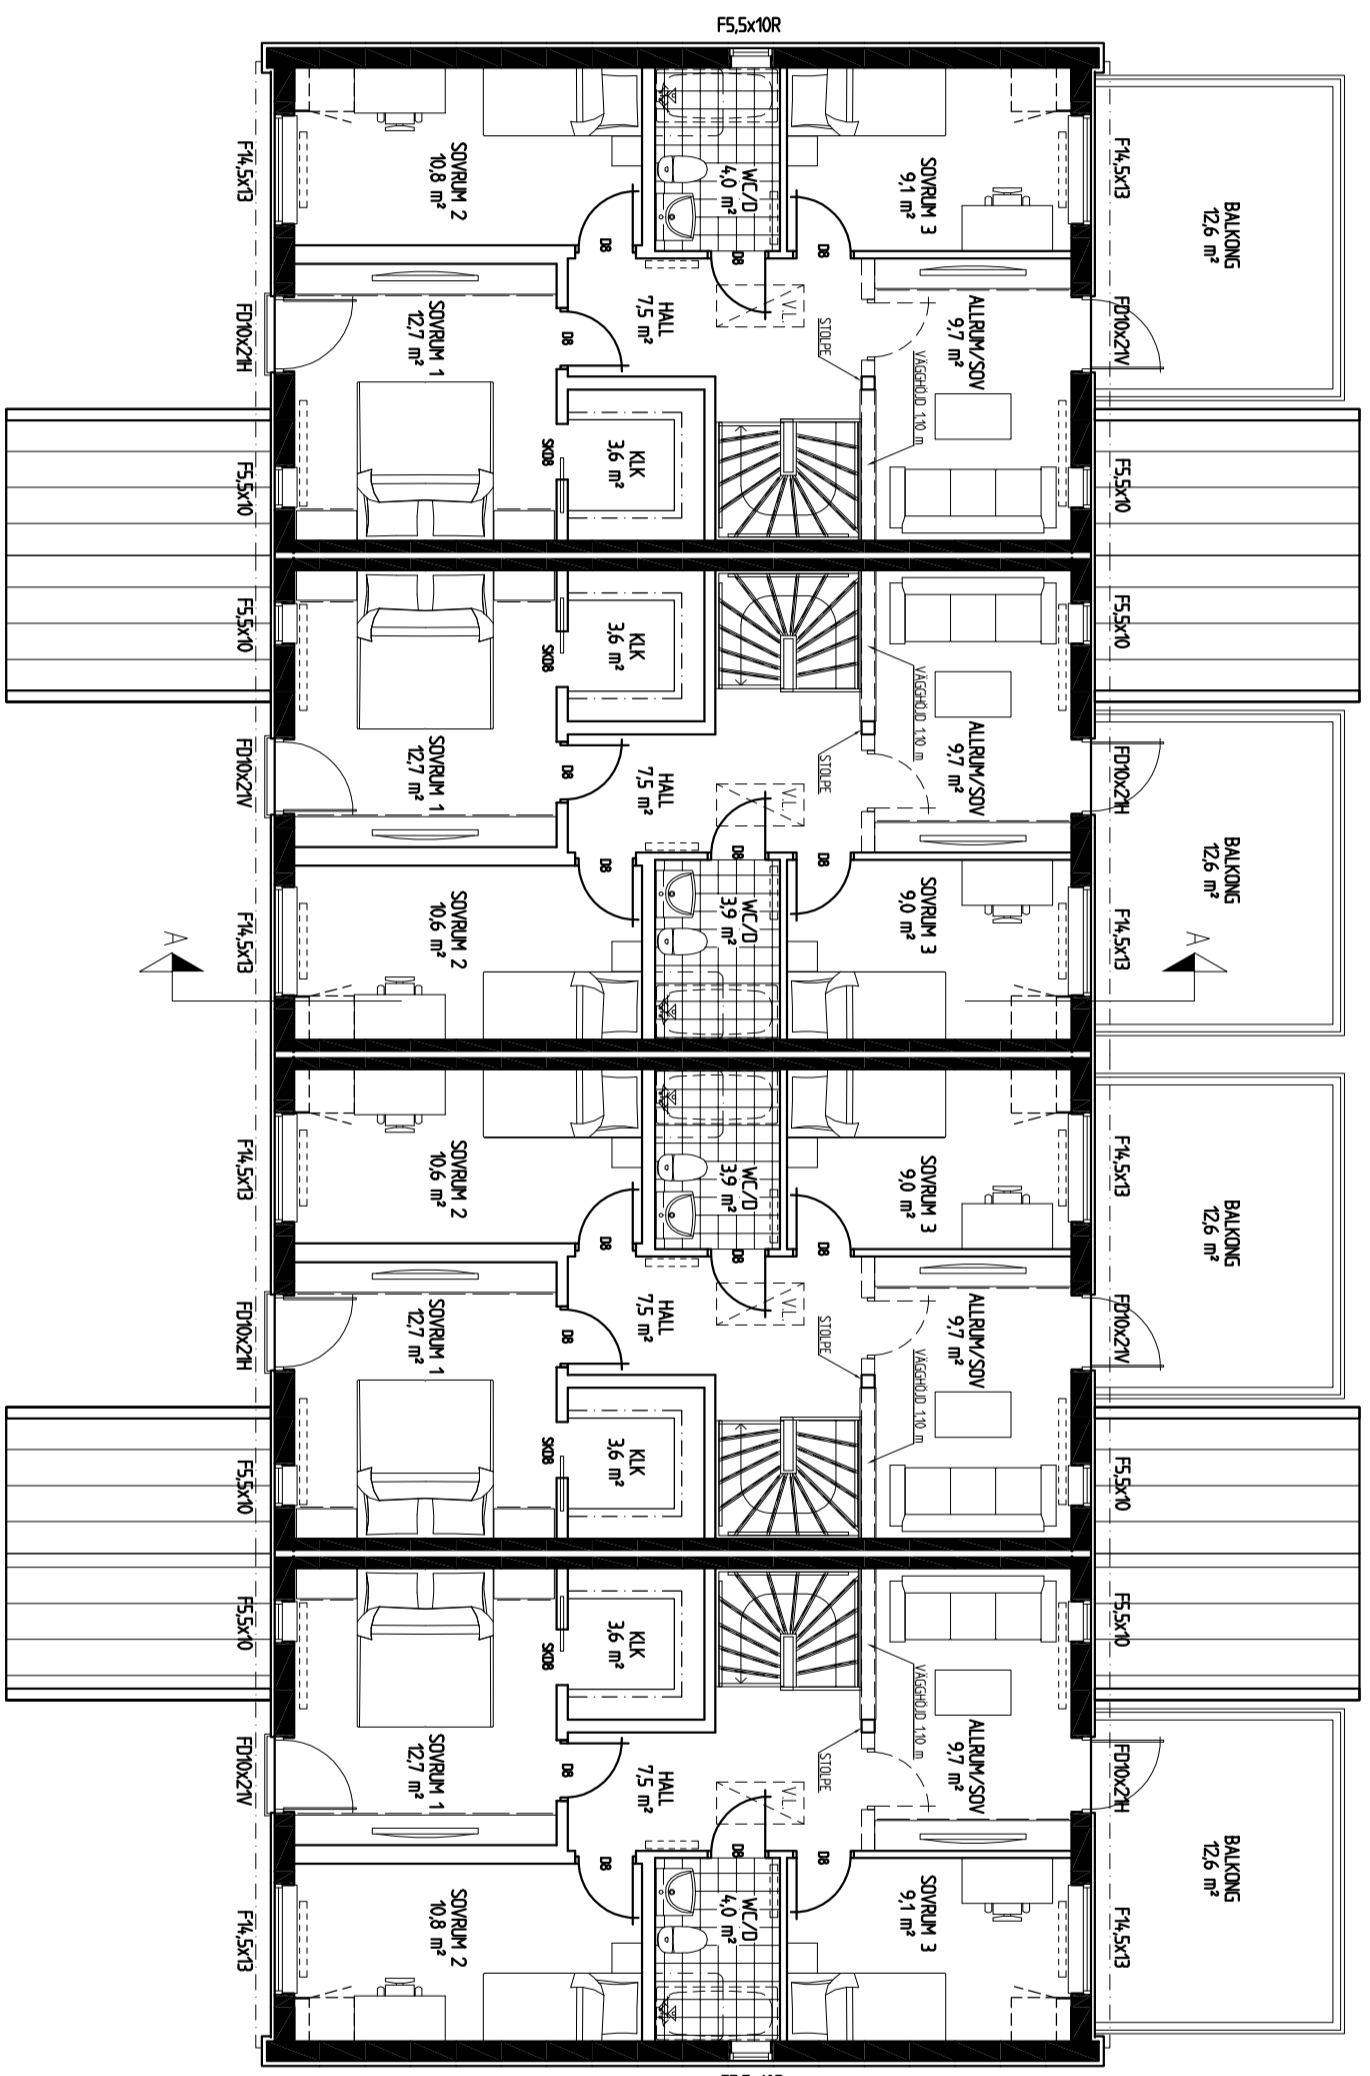 F5,5x10R
F14,5x13
SOVRUM 2
10,8 m²
WC/D
4,0 m²
SOVRUM 3
9,1 m²
F14,5x13
BALKONG
12,6 m²
D8
D8
D8
FD10x21H
SOVRUM 1
12,7 m²
D8
HALL
7,5 m²
V.L.
STOLPE
ALLRUM/SOV
9,7 m²
VÄGGHÖJD 1,10 m
FD10x21V
F5,5x10
SKD8
KLK
3,6 m²
F5,5x10
F5,5x10
SKD8
KLK
3,6 m²
VÄGGHÖJD 1,10 m
F5,5x10
FD10x21V
SOVRUM 1
12,7 m²
D8
HALL
7,5 m²
V.L.
STOLPE
ALLRUM/SOV
9,7 m²
FD10x21H
D8
D8
D8
F14,5x13
SOVRUM 2
10,6 m²
WC/D
3,9 m²
SOVRUM 3
9,0 m²
F14,5x13
BALKONG
12,6 m²
A
A
F14,5x13
SOVRUM 2
10,6 m²
WC/D
3,9 m²
SOVRUM 3
9,0 m²
F14,5x13
BALKONG
12,6 m²
D8
D8
D8
FD10x21H
SOVRUM 1
12,7 m²
D8
HALL
7,5 m²
V.L.
STOLPE
ALLRUM/SOV
9,7 m²
VÄGGHÖJD 1,10 m
FD10x21V
F5,5x10
SKD8
KLK
3,6 m²
F5,5x10
F5,5x10
SKD8
KLK
3,6 m²
VÄGGHÖJD 1,10 m
F5,5x10
FD10x21V
SOVRUM 1
12,7 m²
D8
HALL
7,5 m²
V.L.
STOLPE
ALLRUM/SOV
9,7 m²
FD10x21H
D8
D8
D8
F14,5x13
SOVRUM 2
10,8 m²
WC/D
4,0 m²
SOVRUM 3
9,1 m²
F14,5x13
BALKONG
12,6 m²